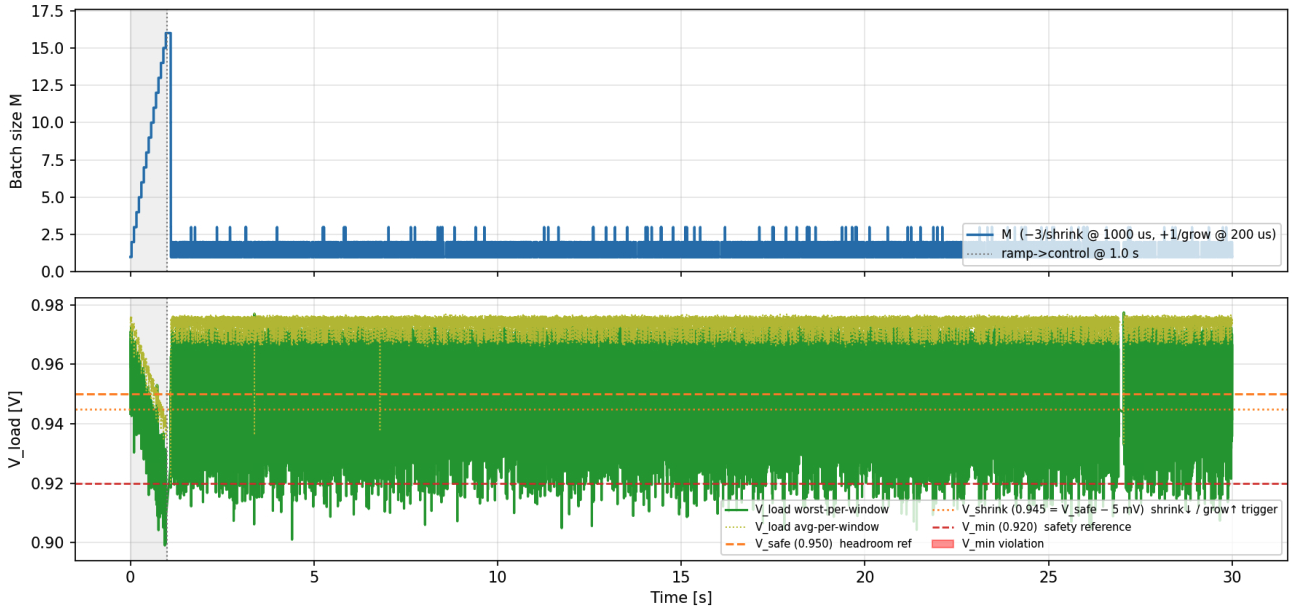 17.5
15.0
12.5
10.0
7.5
5.0
2.5
0.0
Batch size M
M (−3/shrink @ 1000 us, +1/grow @ 200 us)
ramp->control @ 1.0 s
0.98
0.96
0.94
0.92
0.90
V_load [V]
V_load worst-per-window
V_load avg-per-window
V_safe (0.950) headroom ref
V_shrink (0.945 = V_safe − 5 mV) shrink↓ / grow↑ trigger
V_min (0.920) safety reference
V_min violation
0 5 10 15 20 25 30
Time [s]